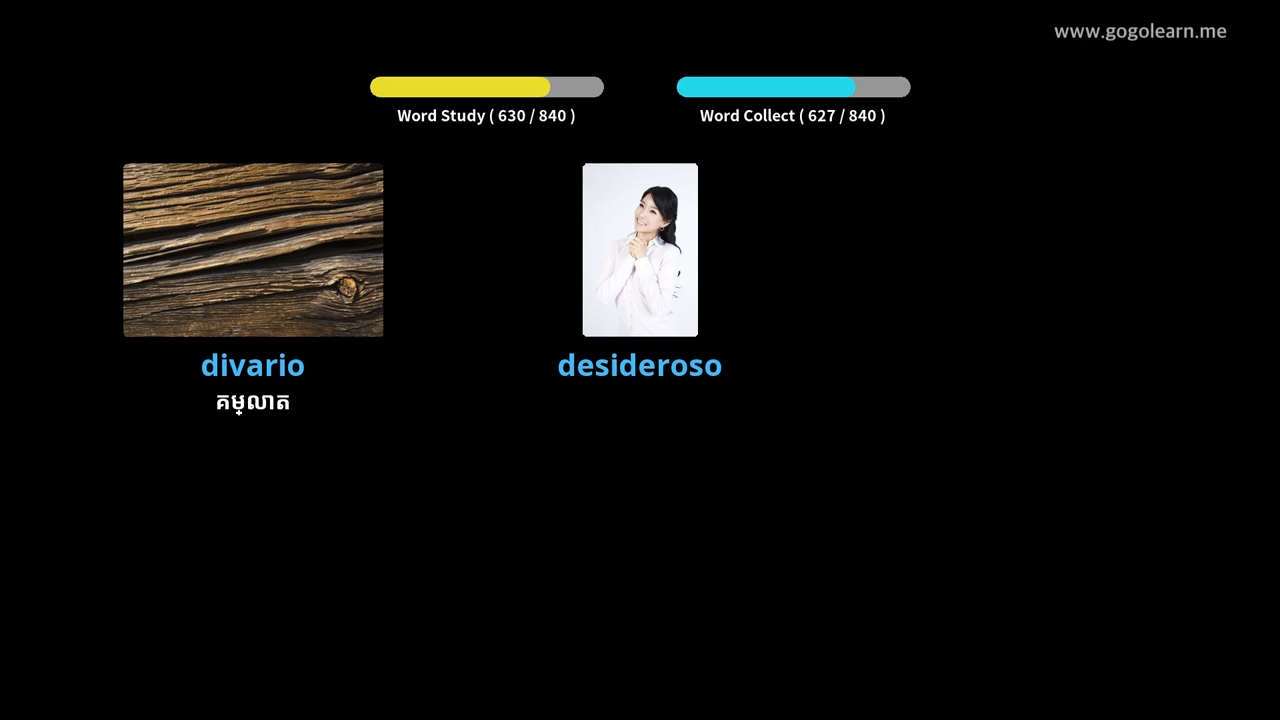 www.gogolearn.me
Word Study ( 630 / 840 )
Word Collect ( 627 / 840 )
divario
desideroso
គម្លាត